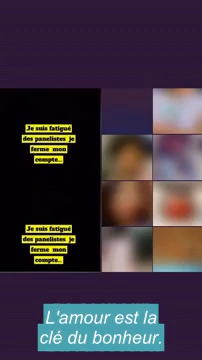 Je suis fatigué
des panelistes je
ferme mon
compte...
Je suis fatigué
des panelistes je
ferme mon
compte...
L'amour est la
clé du bonheur.